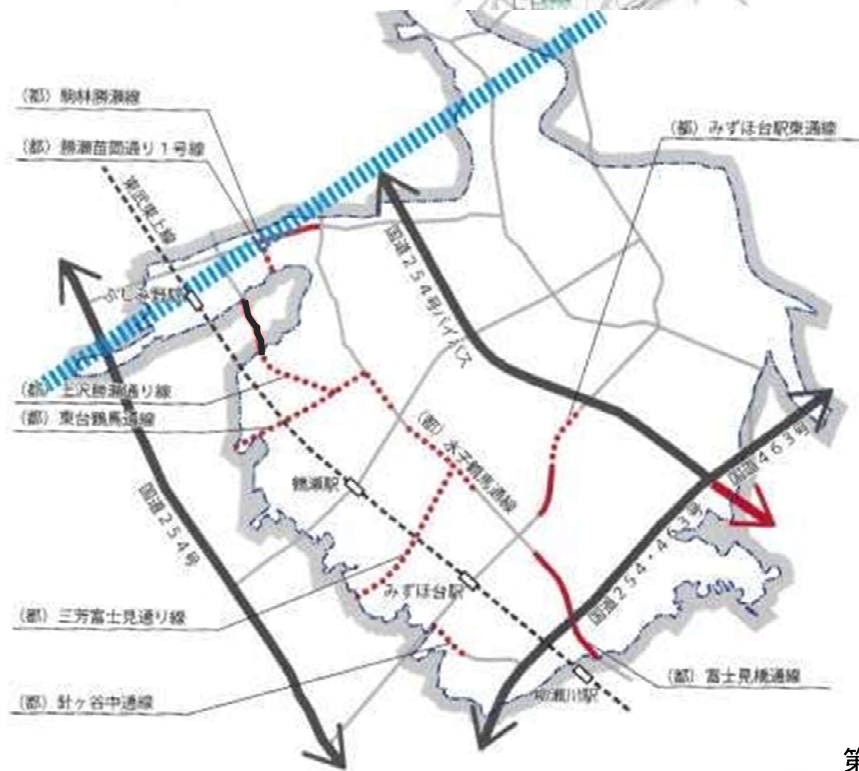 (都) 駒林勝瀬線
(都) 勝瀬苗間通り1号線
(都) みずほ台駅東通線
東武東上線
国道254号バイパス
ふじみ野駅
(都) 上沢勝瀬通り線
(都) 東台鶴馬通線
(都) 水子鶴馬通線
国道463号
鶴瀬駅
国道254号
国道254・463号
みずほ台駅
(都) 三芳富士見通り線
(都) 富士見橋通線
柳瀬川駅
(都) 針ヶ谷中通線
第